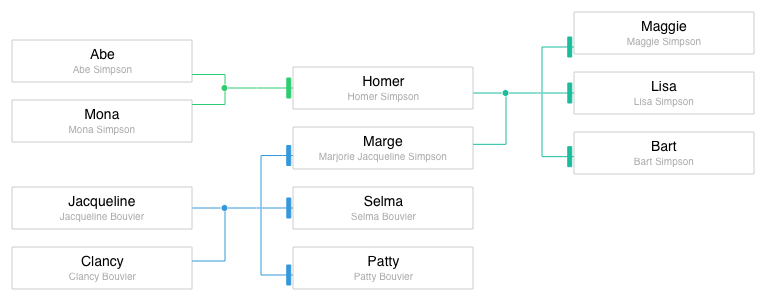 Abe
Abe Simpson
Mona
Mona Simpson
Jacqueline
Jacqueline Bouvier
Clancy
Clancy Bouvier
Homer
Homer Simpson
Marge
Marjorie Jacqueline Simpson
Selma
Selma Bouvier
Patty
Patty Bouvier
Maggie
Maggie Simpson
Lisa
Lisa Simpson
Bart
Bart Simpson